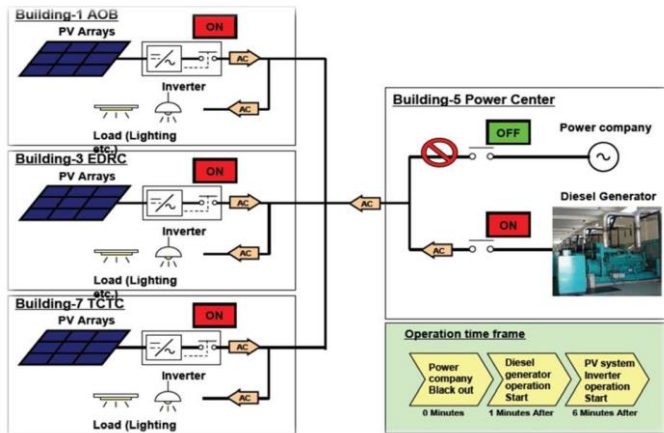 Building-1 AOB
PV Arrays
ON
AC
Inverter
AC
Load (Lighting
etc.)
Building-3 EDRC
PV Arrays
ON
AC
Inverter
AC
Load (Lighting
etc.)
Building-7 TCTC
PV Arrays
ON
AC
Inverter
AC
Load (Lighting
AC
Building-5 Power Center
OFF
Power company
Diesel Generator
ON
AC
Operation time frame
Power
company
Black out
0 Minutes
Diesel
generator
operation
Start
1 Minutes After
PV system
Inverter
operation
Start
6 Minutes After